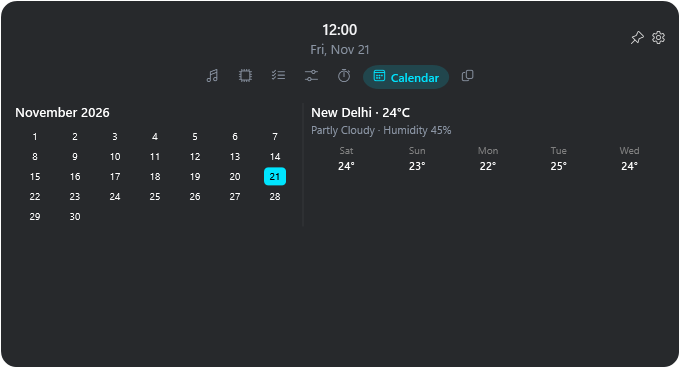 12:00
Fri, Nov 21
Calendar
November 2026
1 2 3 4 5 6 7
8 9 10 11 12 13 14
15 16 17 18 19 20 21
22 23 24 25 26 27 28
29 30
New Delhi · 24°C
Partly Cloudy · Humidity 45%
Sat Sun Mon Tue Wed
24° 23° 22° 25° 24°